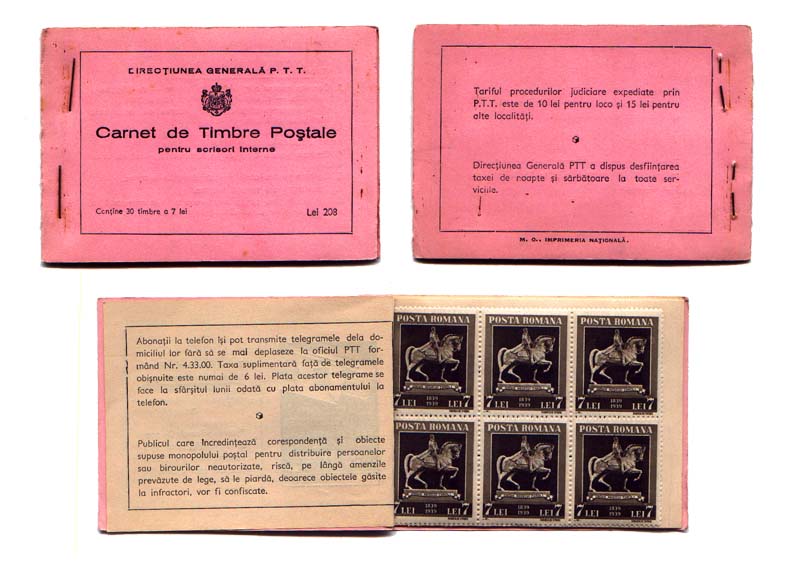 DIRECȚIUNEA GENERALĂ P. T. T.
Carnet de Timbre Poștale
pentru scrisori interne
Conține 30 timbre a 7 lei
Lei 208
Tariful procedurilor judiciare expediate prin
P.T.T. este de 10 lei pentru loco și 15 lei pentru
alte localități.
Direcțiunea Generală PTT a dispus desființarea
taxei de noapte și sărbătoare la toate ser-
viciile.
M. O., IMPRIMERIA NAȚIONALĂ.
Abonații la telefon își pot transmite telegramele dela do-
miciliul lor fără să se mai deplaseze la oficiul PTT for-
mând Nr. 4.33.00. Taxa suplimentară față de telegramele
obișnuite este numai de 6 lei. Plata acestor telegrame se
face la sfârșitul lunii odată cu plata abonamentului la
telefon.
Publicul care încredințează corespondență și obiecte
supuse monopolului poștal pentru distribuire persoanelor
sau birourilor neautorizate, riscă, pe lângă amenzile
prevăzute de lege, să le piardă, deoarece obiectele găsite
la infractori, vor fi confiscate.
POSTA ROMANA
1839
1939
7 LEI LEI 7
POSTA ROMANA
1839
1939
7 LEI LEI 7
POSTA ROMANA
1839
1939
7 LEI LEI 7
POSTA ROMANA
1839
1939
7 LEI LEI 7
POSTA ROMANA
1839
1939
7 LEI LEI 7
POSTA ROMANA
1839
1939
7 LEI LEI 7